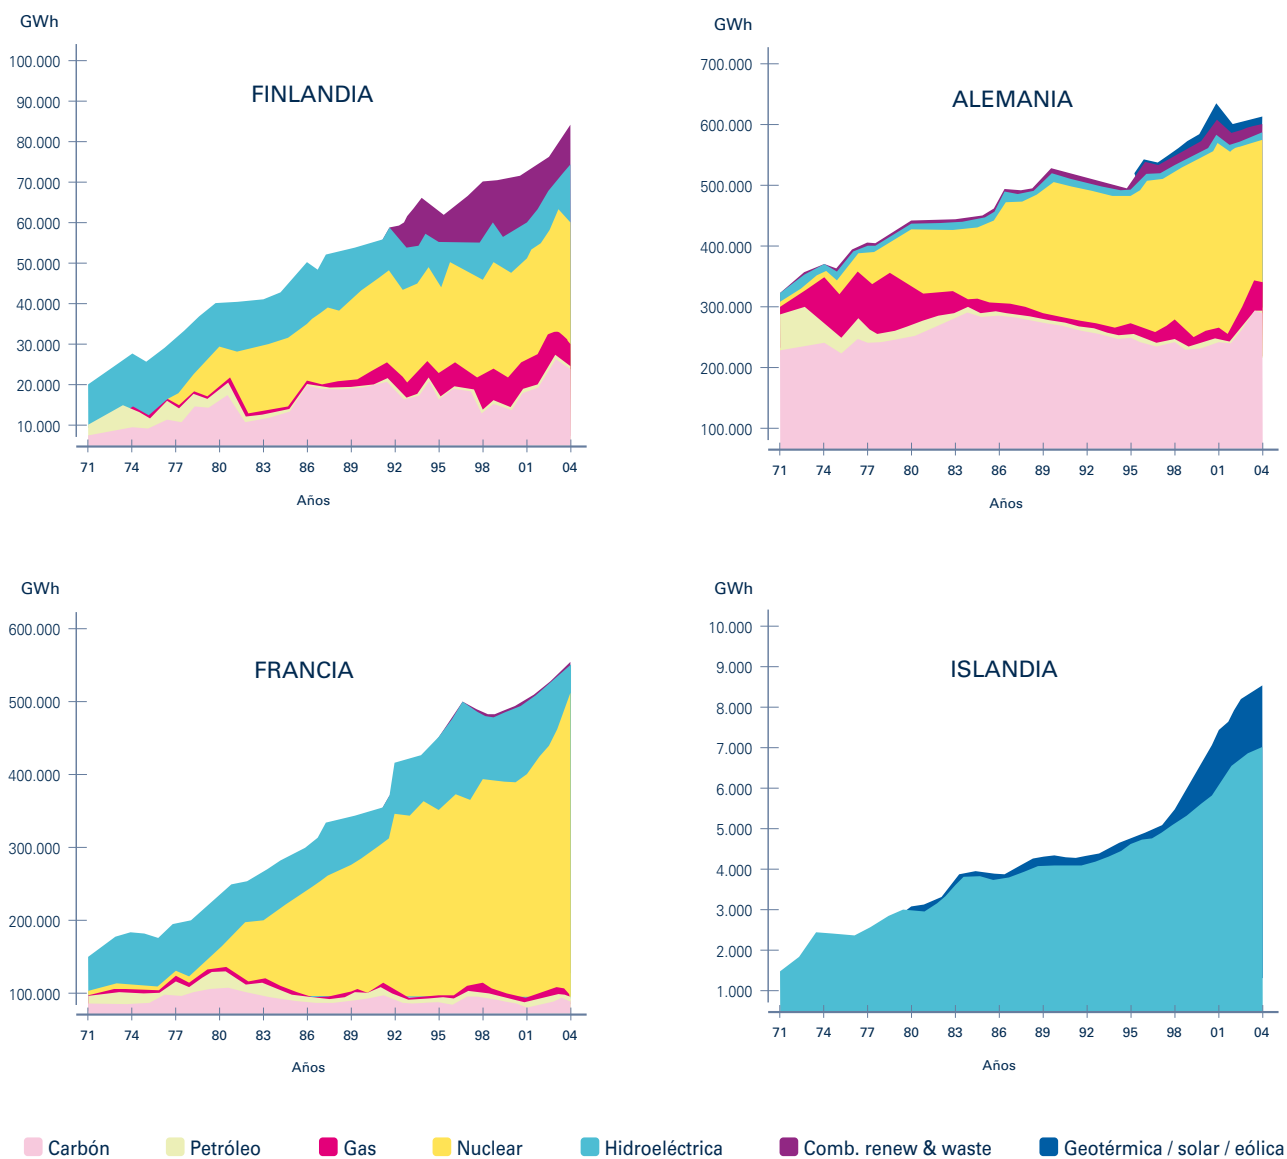 GWh
100.000
90.000
80.000
70.000
60.000
50.000
40.000
30.000
20.000
10.000
FINLANDIA
71 74 77 80 83 86 89 92 95 98 01 04
Años
GWh
700.000
600.000
500.000
400.000
300.000
200.000
100.000
ALEMANIA
71 74 77 80 83 86 89 92 95 98 01 04
Años
GWh
600.000
500.000
400.000
300.000
200.000
100.000
FRANCIA
71 74 77 80 83 86 89 92 95 98 01 04
Años
GWh
10.000
9.000
8.000
7.000
6.000
5.000
4.000
3.000
2.000
1.000
ISLANDIA
71 74 77 80 83 86 89 92 95 98 01 04
Años
Carbón Petróleo Gas Nuclear Hidroeléctrica Comb. renew & waste Geotérmica / solar / eólica